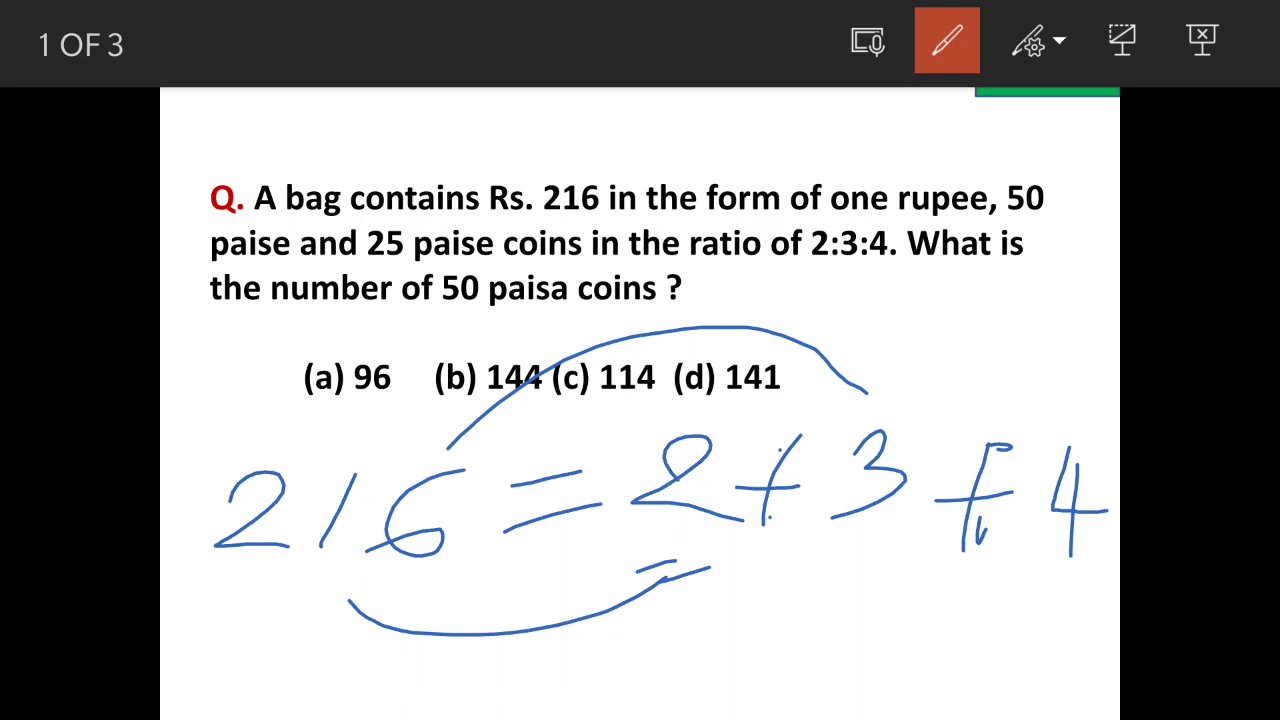 1 OF 3
Q. A bag contains Rs. 216 in the form of one rupee, 50
paise and 25 paise coins in the ratio of 2:3:4. What is
the number of 50 paisa coins ?
(a) 96 (b) 144 (c) 114 (d) 141
216 = 2 + 3 + 4